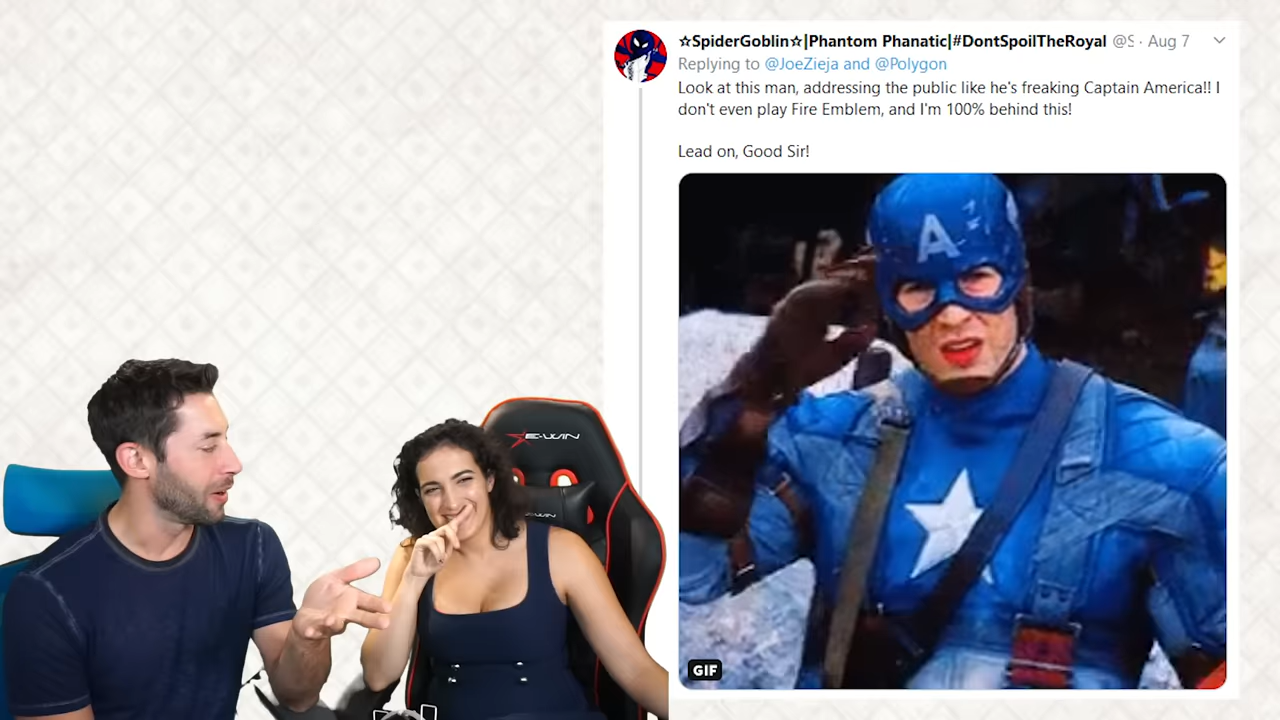 ☆SpiderGoblin☆|Phantom Phanatic|#DontSpoilTheRoyal @S · Aug 7
Replying to @JoeZieja and @Polygon
Look at this man, addressing the public like he's freaking Captain America!! I
don't even play Fire Emblem, and I'm 100% behind this!
Lead on, Good Sir!
A
GIF
E-WIN
E-WIN